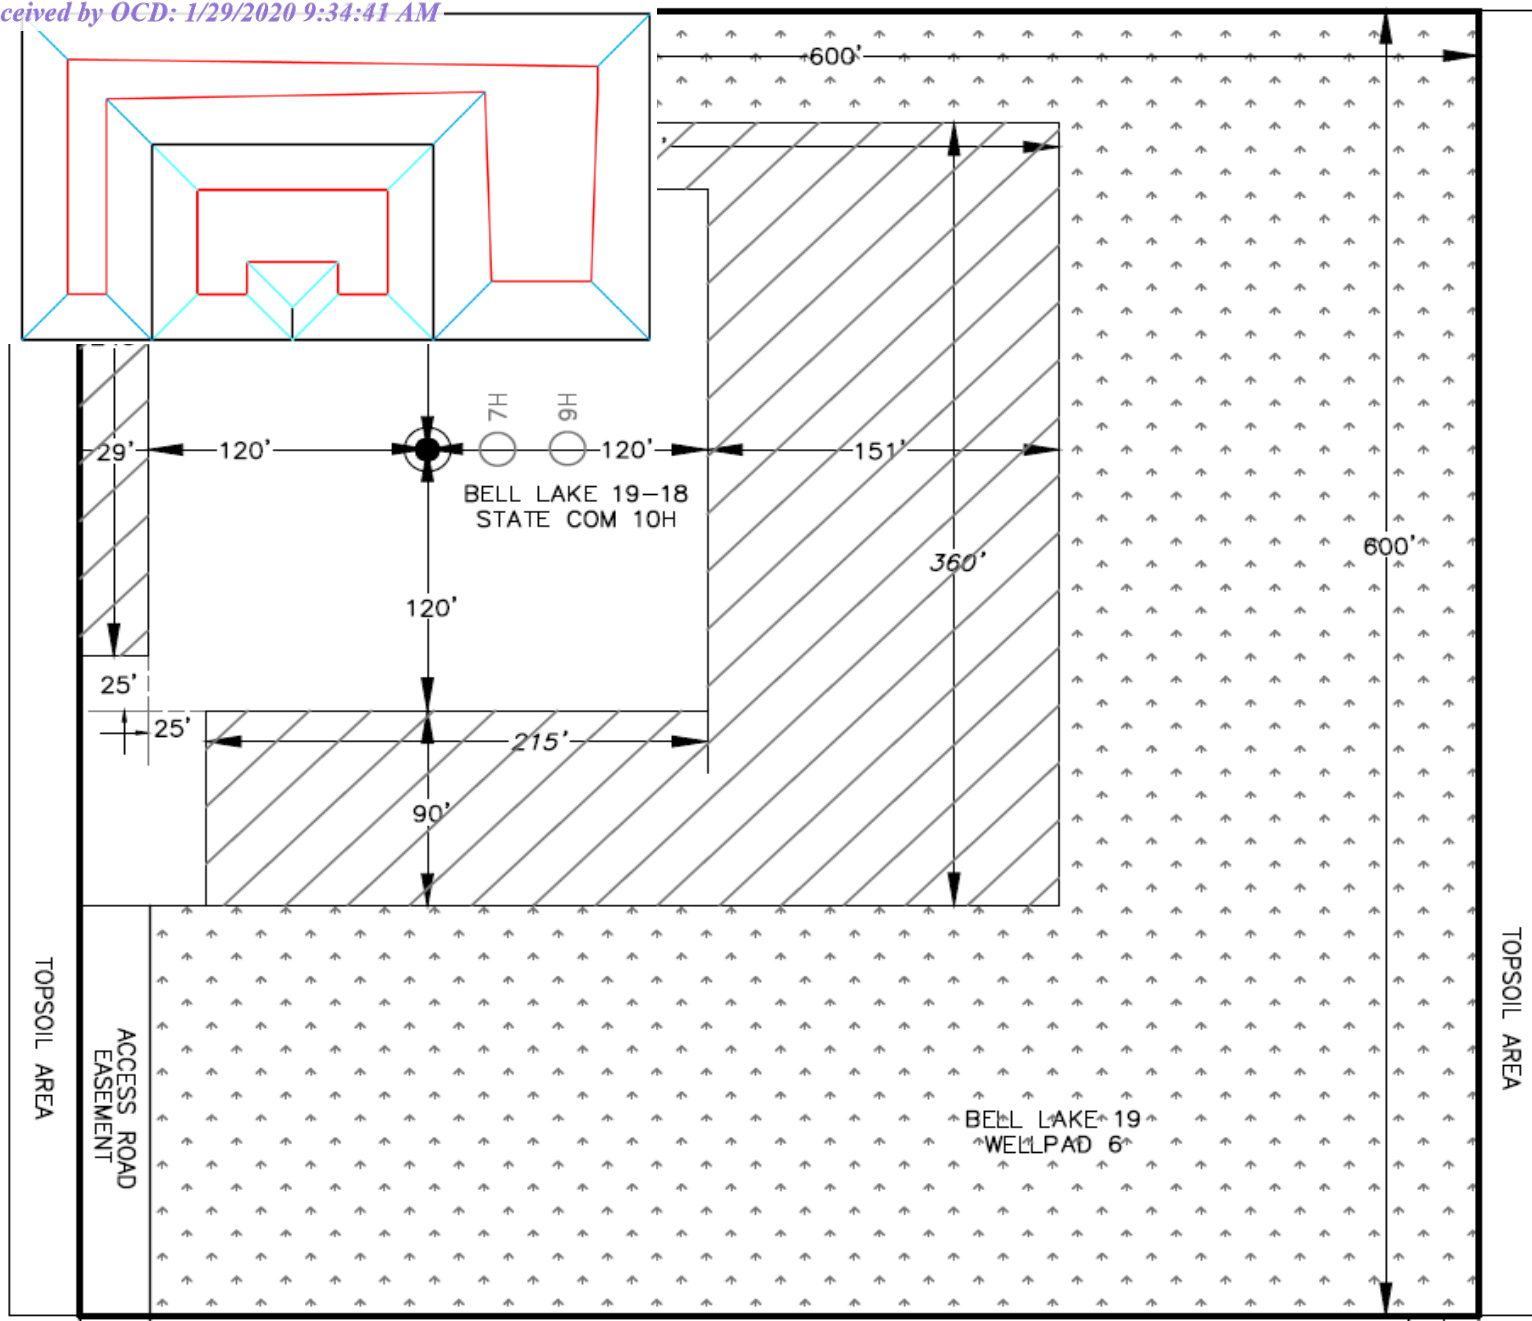 ceived by OCD: 1/29/2020 9:34:41 AM
600'
7H
9H
29'
120'
120'
151'
BELL LAKE 19-18
STATE COM 10H
600'
360'
120'
25'
25'
215'
90'
TOPSOIL AREA
ACCESS ROAD
EASEMENT
BELL LAKE 19
WELLPAD 6
TOPSOIL AREA